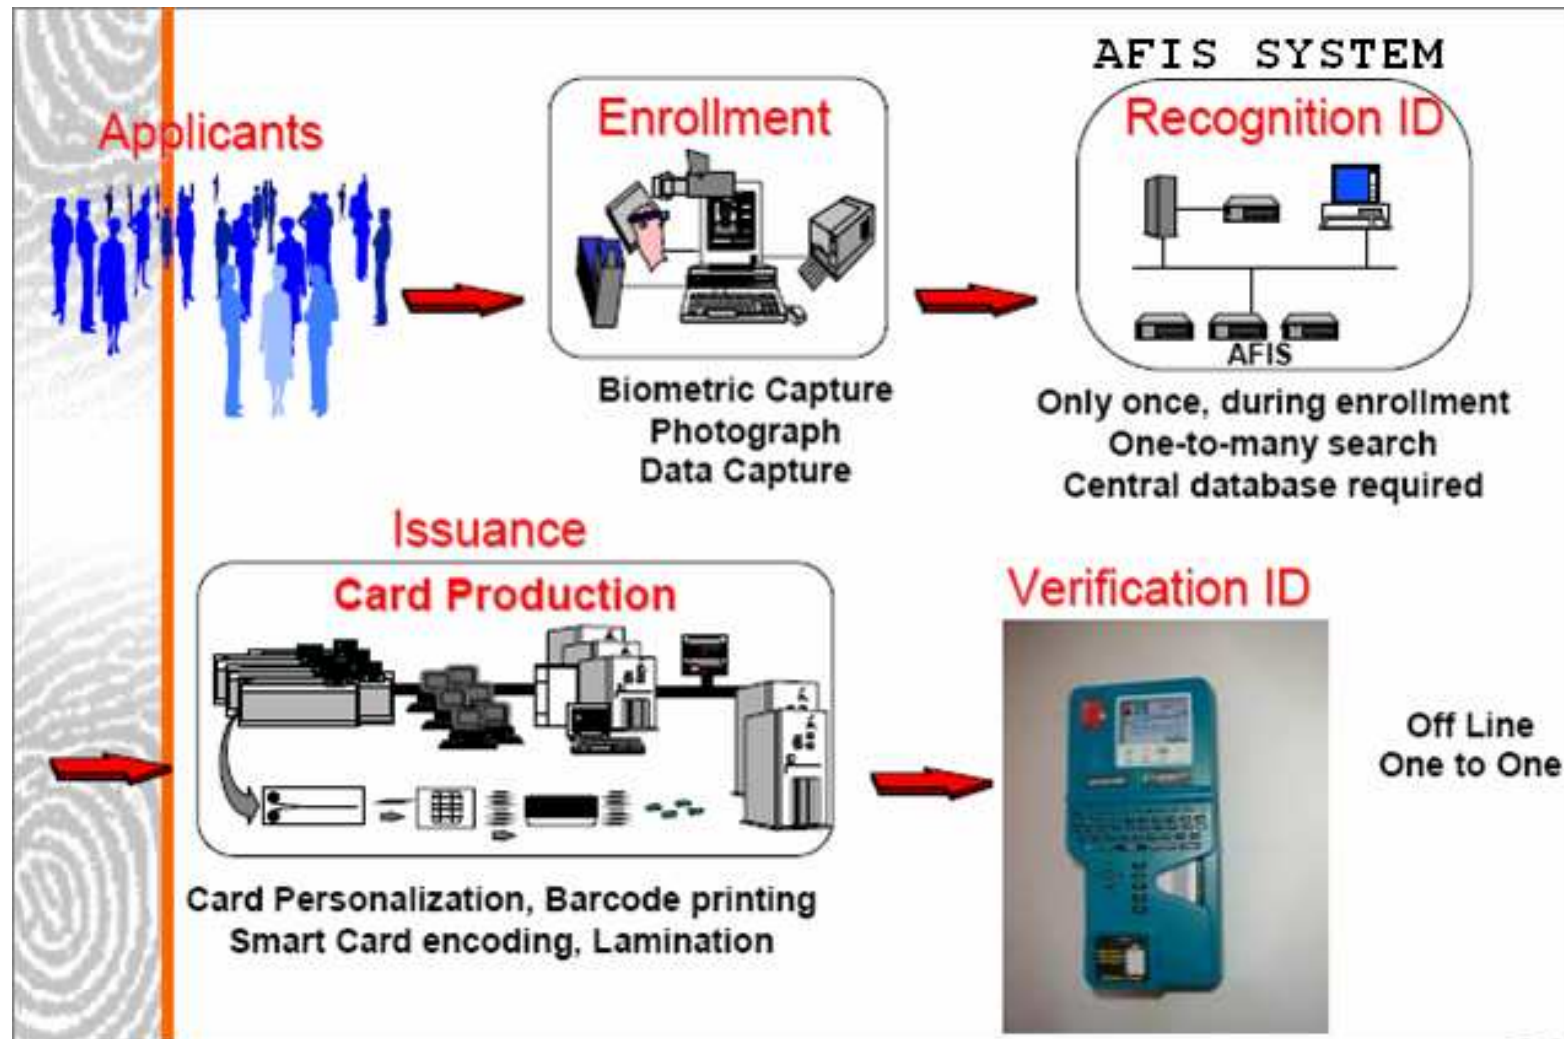 AFIS SYSTEM
Applicants
Enrollment
Recognition ID
AFIS
Biometric Capture
Photograph
Data Capture
Only once, during enrollment
One-to-many search
Central database required
Issuance
Card Production
Verification ID
Off Line
One to One
Card Personalization, Barcode printing
Smart Card encoding, Lamination